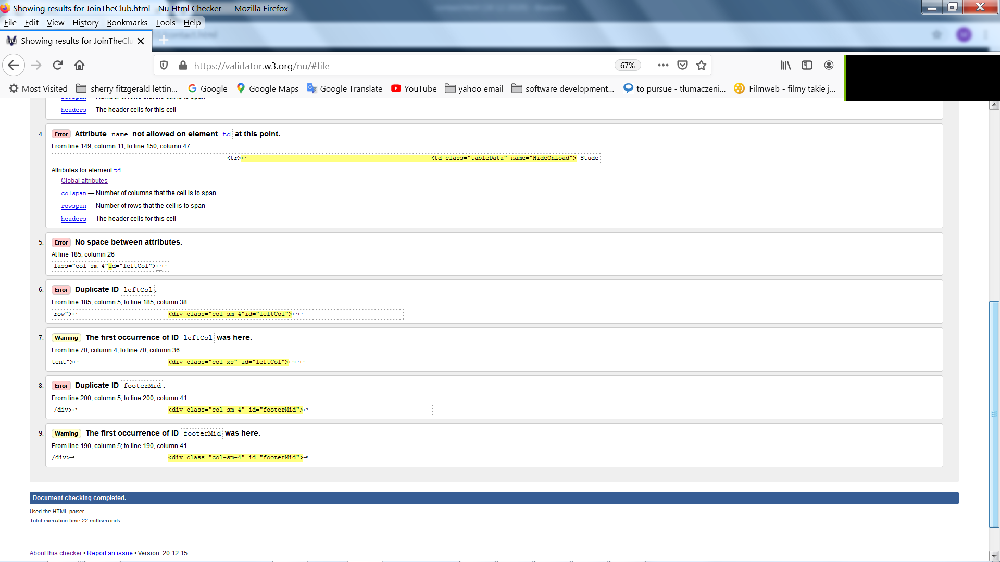 Showing results for JoinTheClub.html - Nu Html Checker — Mozilla Firefox
File Edit View History Bookmarks Tools Help
Showing results for JoinTheClu
https://validator.w3.org/nu/#file 67%
Most Visited sherry fitzgerald lettin... Google Google Maps Google Translate YouTube yahoo email software development... to pursue - tłumaczeni... Filmweb - filmy takie j...
rowspan — Number of rows that the cell is to span
headers — The header cells for this cell
4. Error Attribute name not allowed on element td at this point.
From line 149, column 11; to line 150, column 47
<tr>↩ <td class="tableData" name="HideOnLoad"> Stude
Attributes for element td:
Global attributes
colspan — Number of columns that the cell is to span
rowspan — Number of rows that the cell is to span
headers — The header cells for this cell
5. Error No space between attributes.
At line 185, column 26
lass="col-sm-4"id="leftCol">↩↩
6. Error Duplicate ID leftCol.
From line 185, column 5; to line 185, column 38
row">↩ <div class="col-sm-4"id="leftCol">↩↩
7. Warning The first occurrence of ID leftCol was here.
From line 70, column 4; to line 70, column 36
tent">↩ <div class="col-xs" id="leftCol">↩↩↩
8. Error Duplicate ID footerMid.
From line 200, column 5; to line 200, column 41
/div>↩ <div class="col-sm-4" id="footerMid">↩
9. Warning The first occurrence of ID footerMid was here.
From line 190, column 5; to line 190, column 41
/div>↩ <div class="col-sm-4" id="footerMid">↩
Document checking completed.
Used the HTML parser.
Total execution time 22 milliseconds.
About this checker • Report an issue • Version: 20.12.15